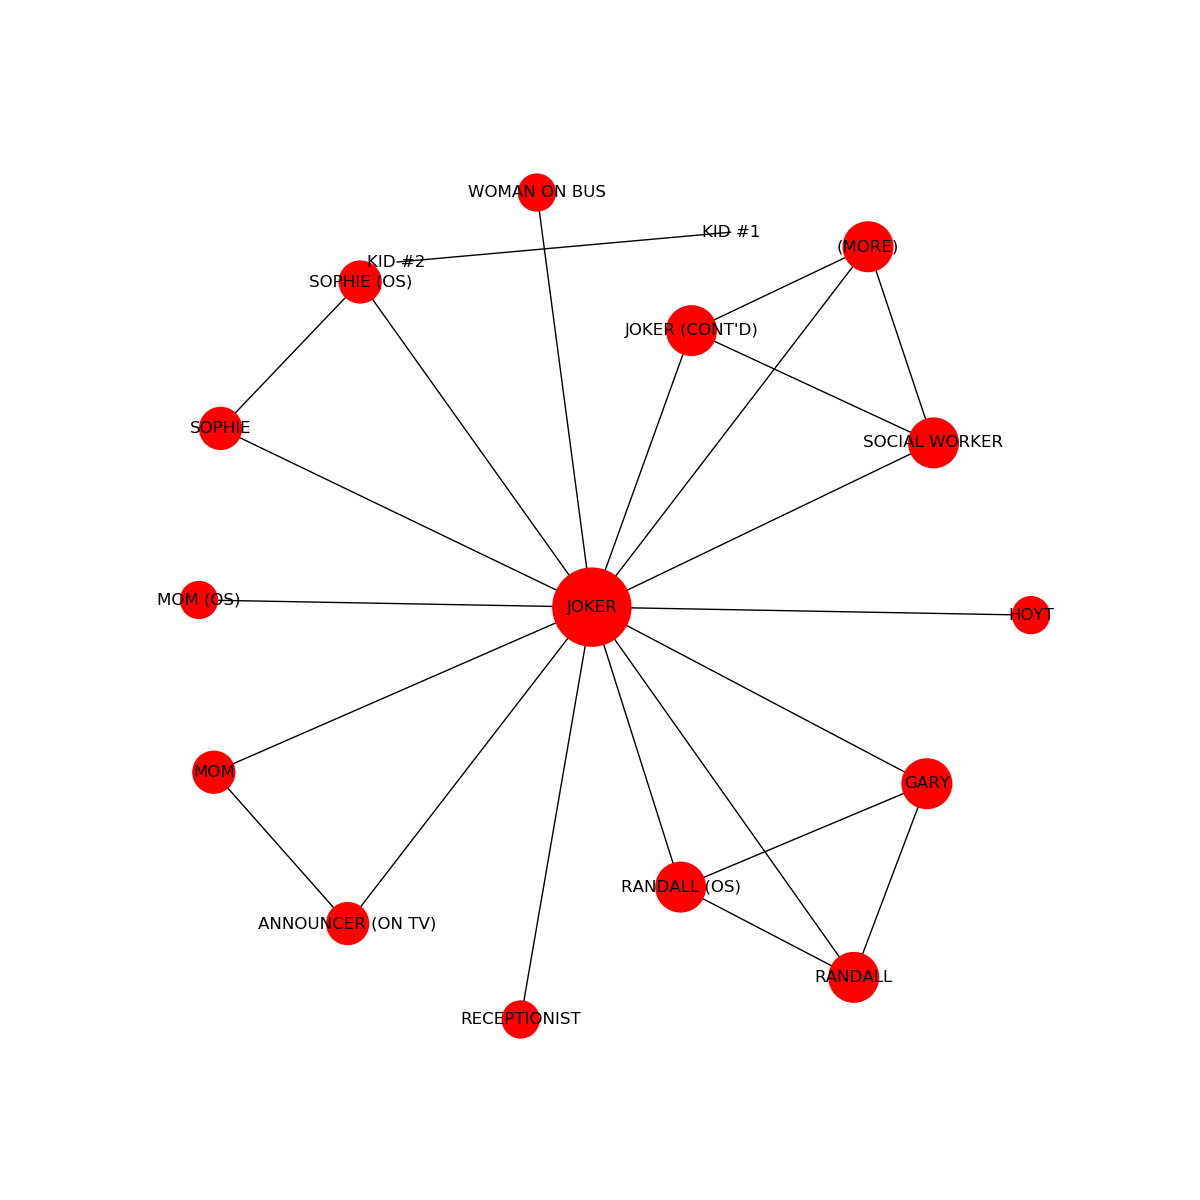 WOMAN ON BUS
KID #1
(MORE)
KID #2
SOPHIE (OS)
JOKER (CONT'D)
SOPHIE
SOCIAL WORKER
MOM (OS)
JOKER
HOYT
MOM
GARY
RANDALL (OS)
ANNOUNCER (ON TV)
RANDALL
RECEPTIONIST